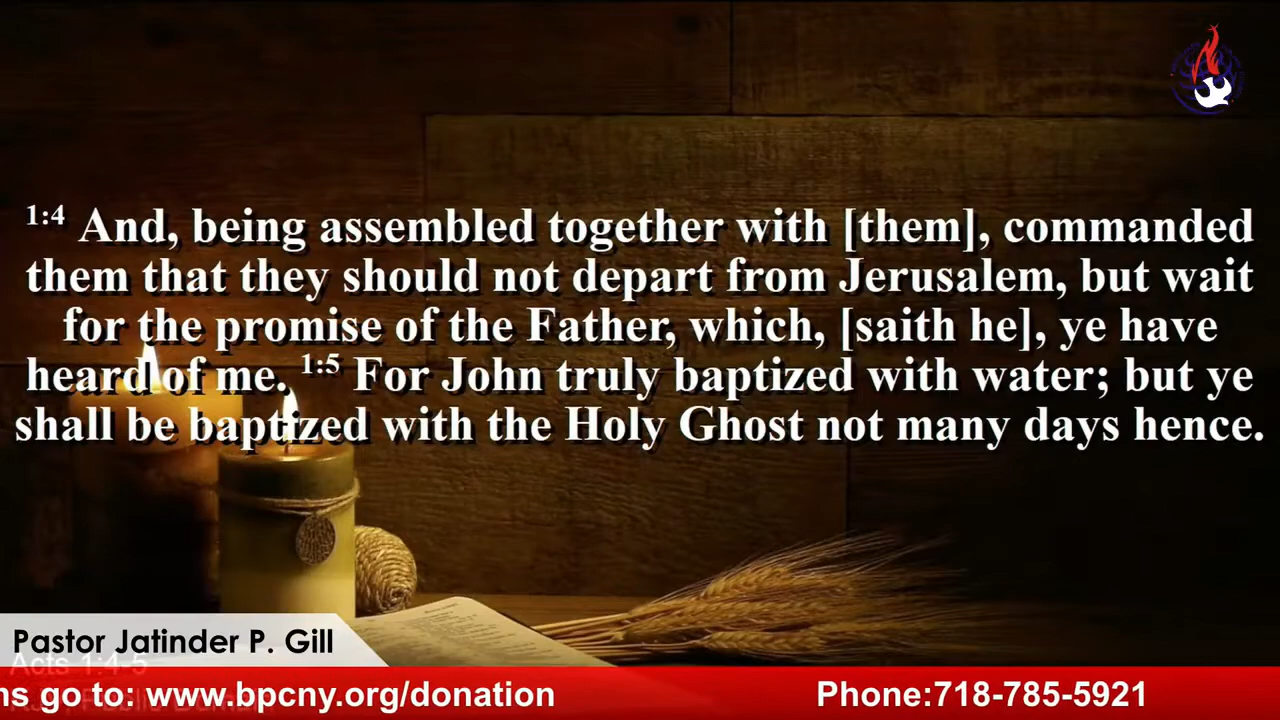 1:4 And, being assembled together with [them], commanded
them that they should not depart from Jerusalem, but wait
for the promise of the Father, which, [saith he], ye have
heard of me. 1:5 For John truly baptized with water; but ye
shall be baptized with the Holy Ghost not many days hence.
Pastor Jatinder P. Gill
Acts 1:4-5
ns go to: www.bpcny.org/donation Phone:718-785-5921